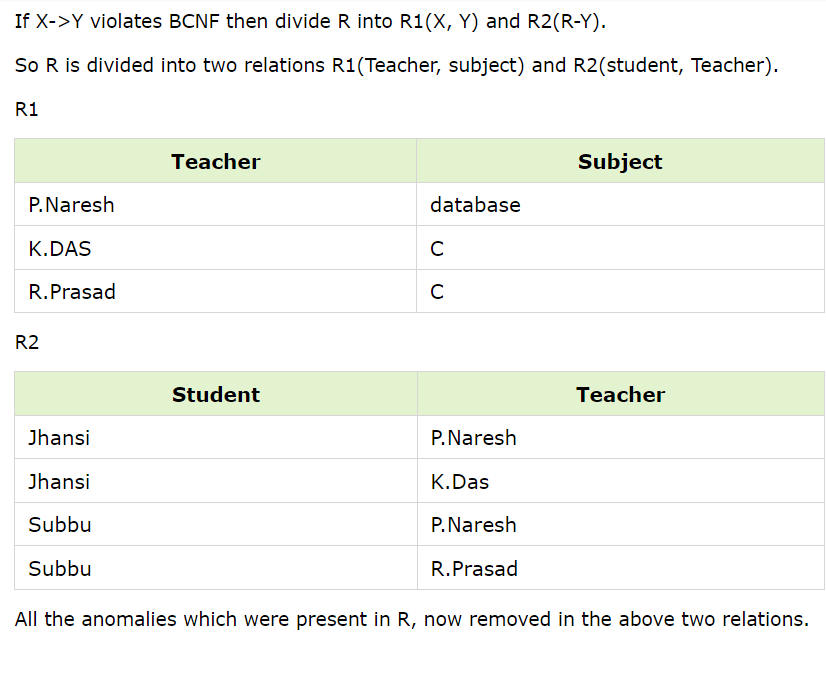 If X->Y violates BCNF then divide R into R1(X, Y) and R2(R-Y).
So R is divided into two relations R1(Teacher, subject) and R2(student, Teacher).
R1
Teacher Subject
P.Naresh database
K.DAS C
R.Prasad C
R2
Student Teacher
Jhansi P.Naresh
Jhansi K.Das
Subbu P.Naresh
Subbu R.Prasad
All the anomalies which were present in R, now removed in the above two relations.